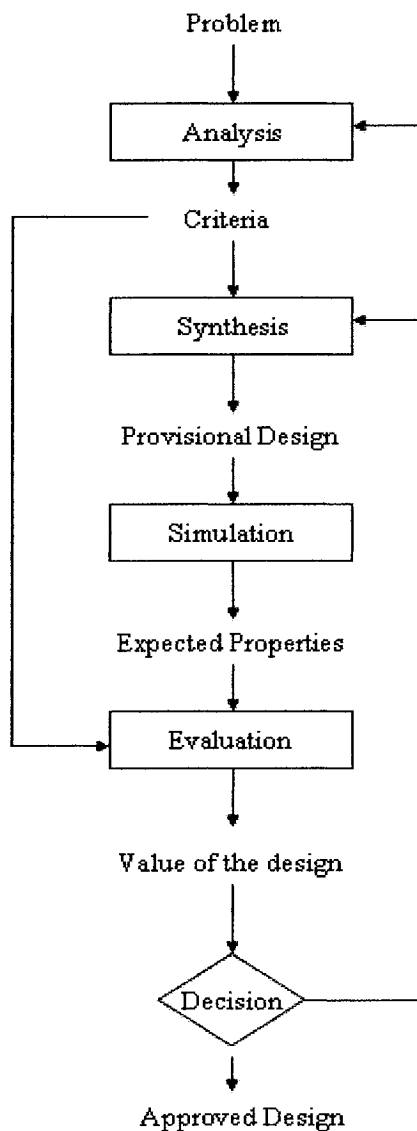 Problem
Analysis
Criteria
Synthesis
Provisional Design
Simulation
Expected Properties
Evaluation
Value of the design
Decision
Approved Design